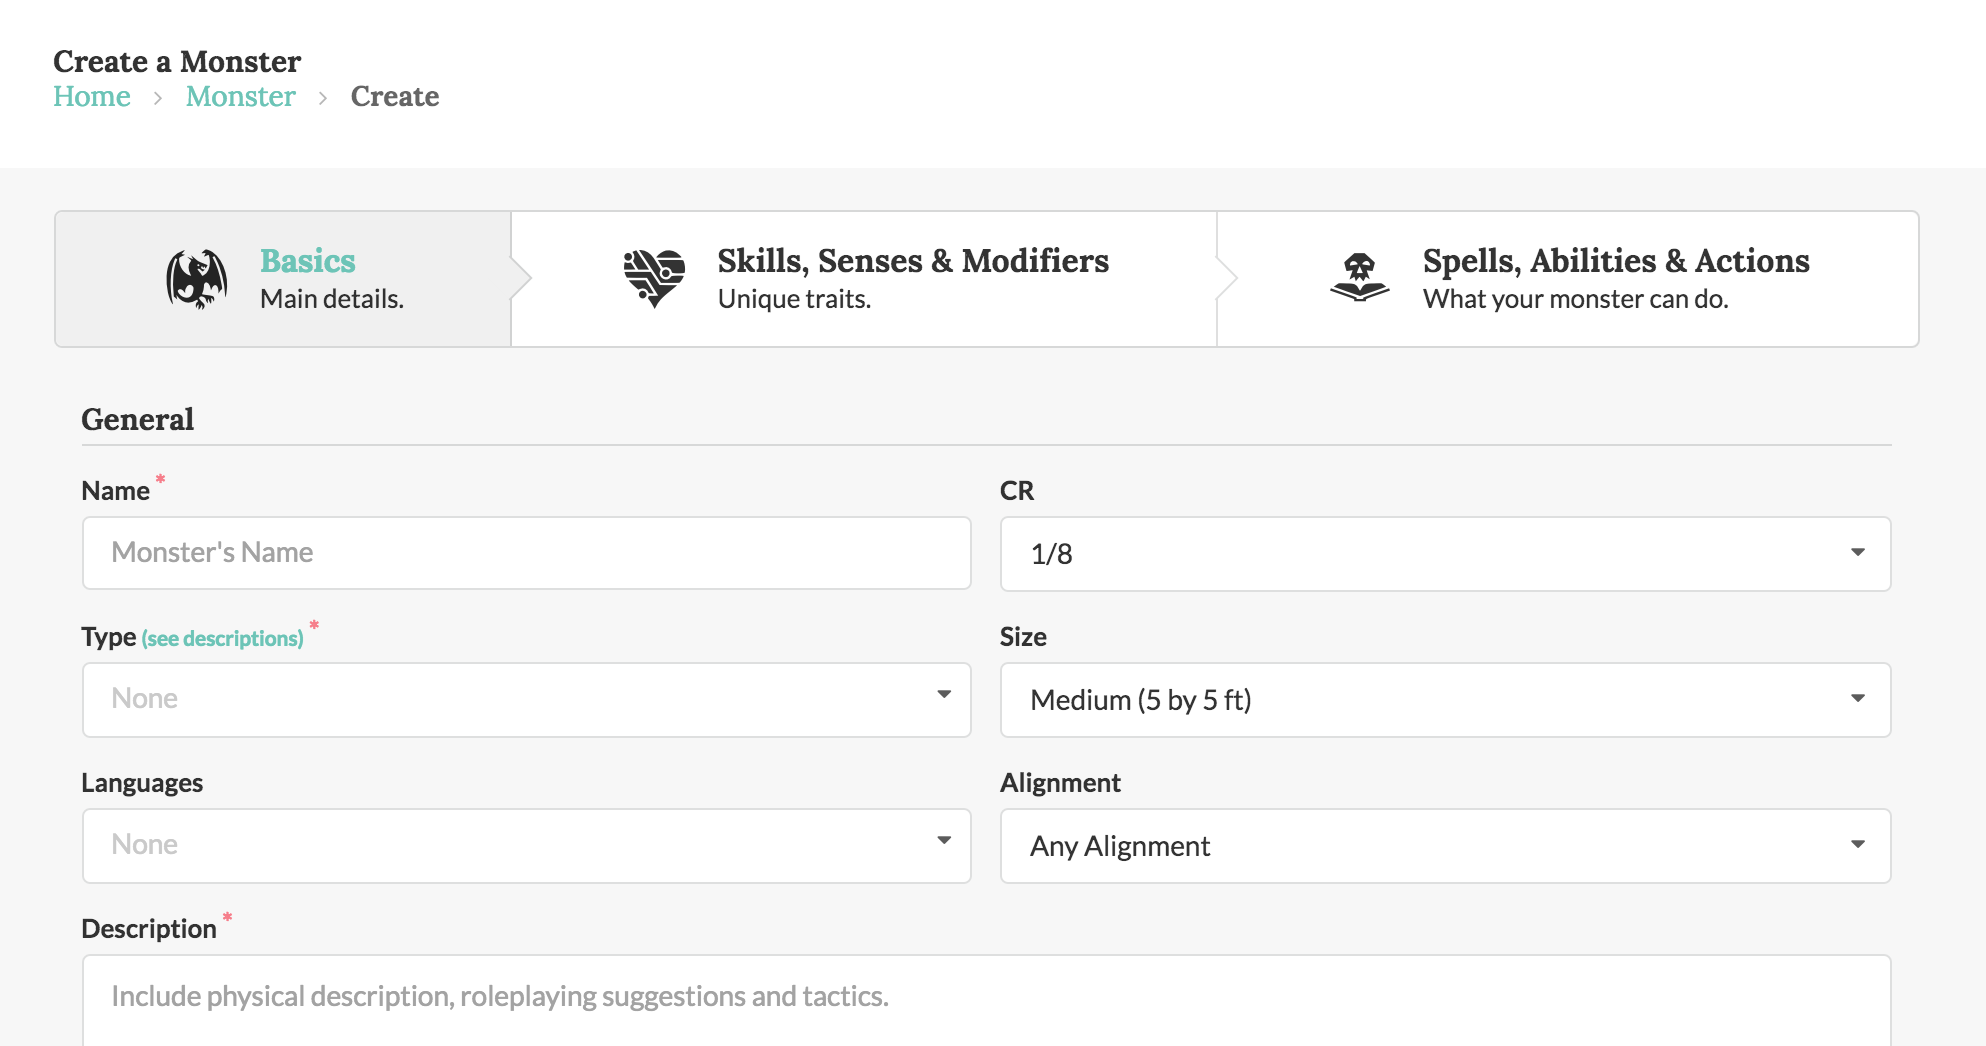 Create a Monster
Home > Monster > Create
Basics
Main details.
Skills, Senses & Modifiers
Unique traits.
Spells, Abilities & Actions
What your monster can do.
General
Name *
CR
Monster's Name
1/8
Type (see descriptions) *
Size
None
Medium (5 by 5 ft)
Languages
Alignment
None
Any Alignment
Description *
Include physical description, roleplaying suggestions and tactics.